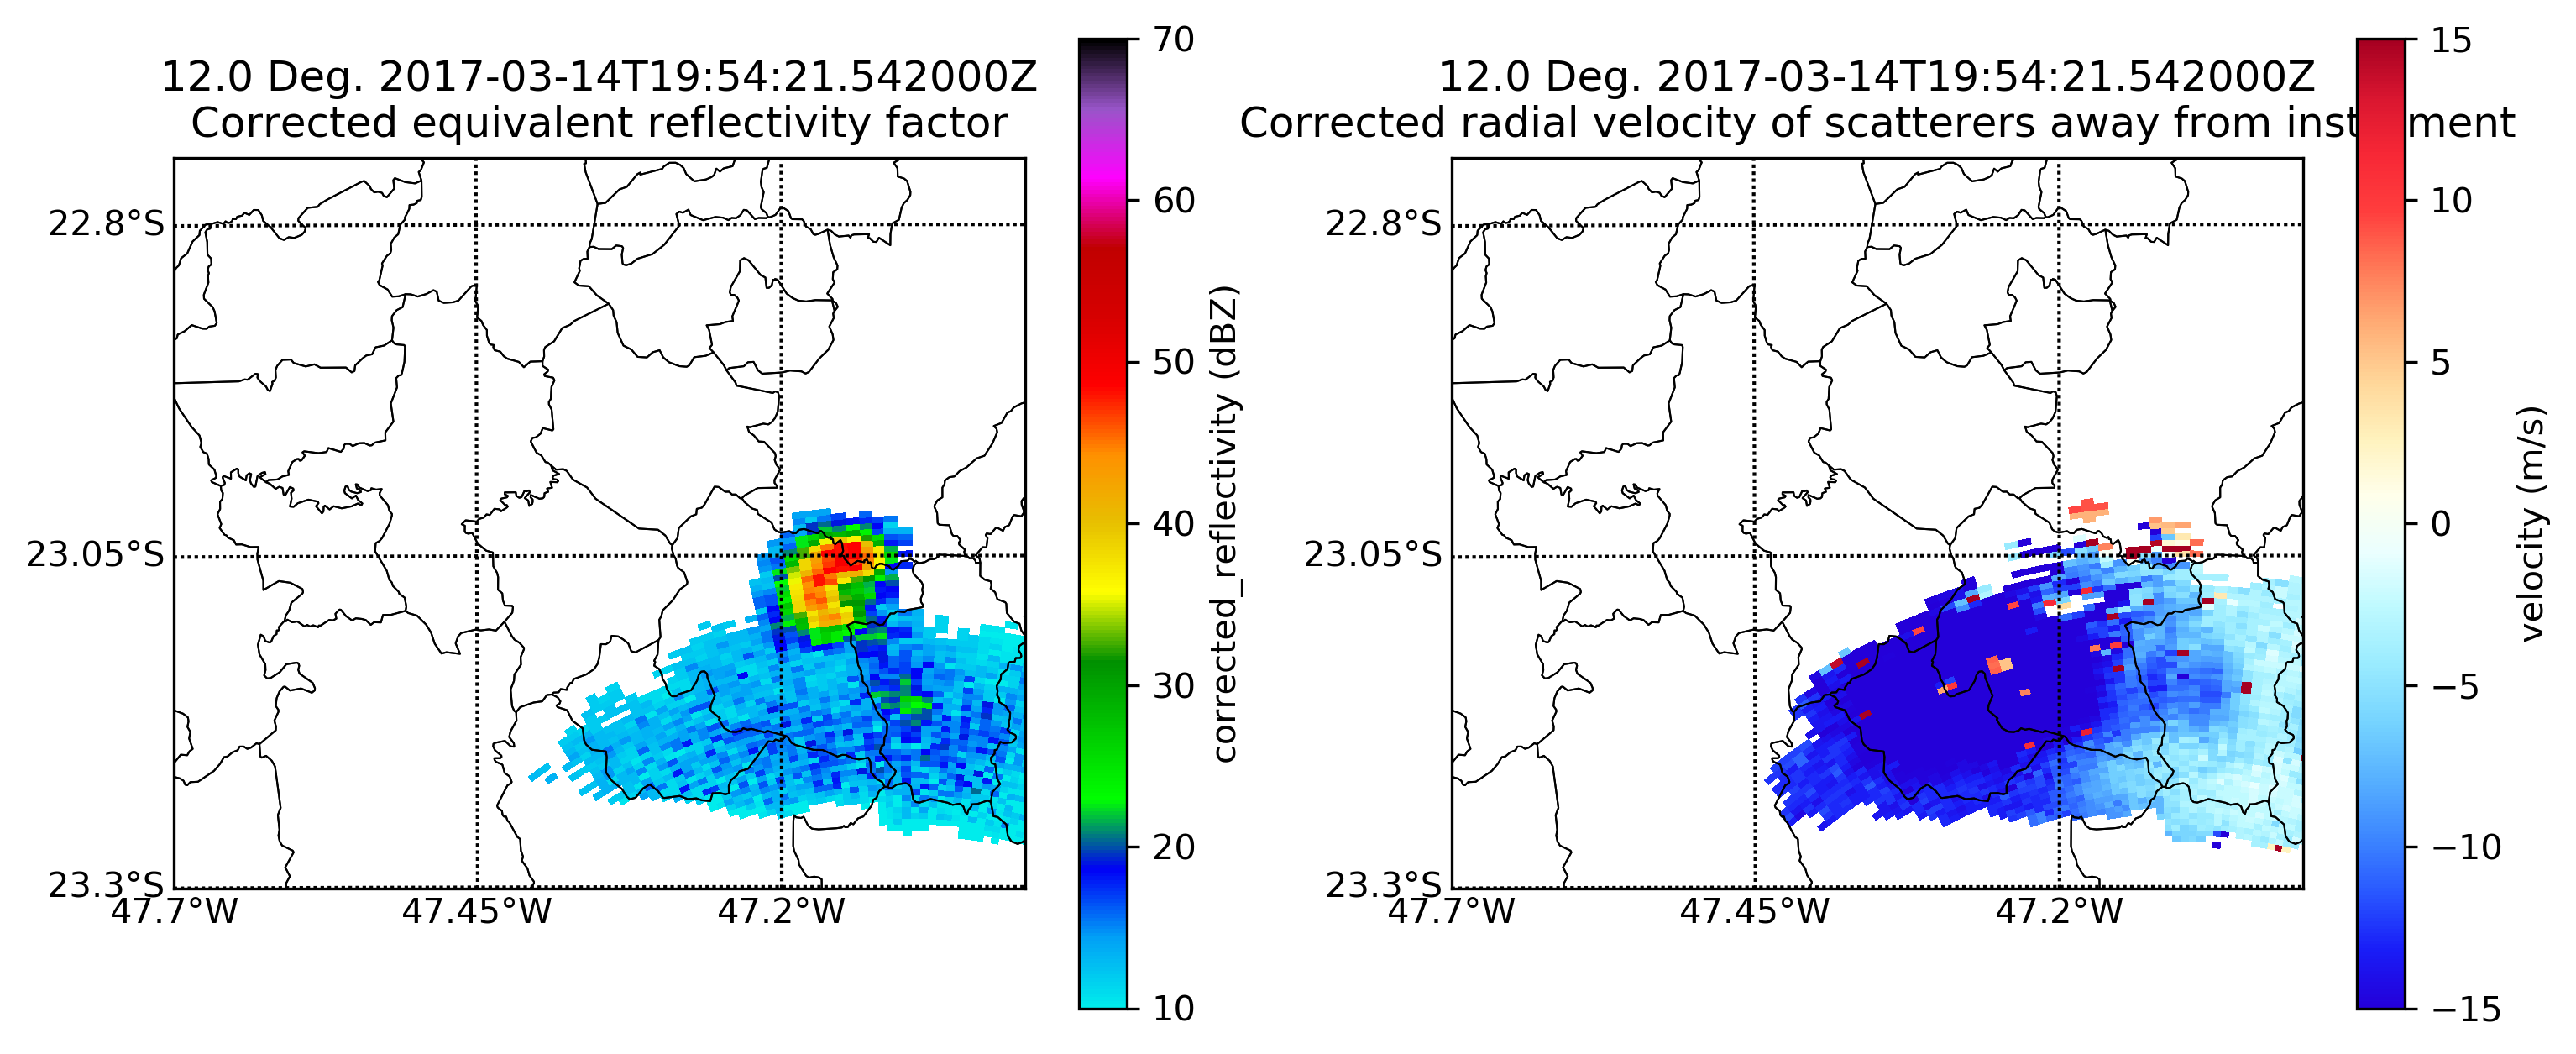 12.0 Deg. 2017-03-14T19:54:21.542000Z
Corrected equivalent reflectivity factor
22.8°S
23.05°S
23.3°S
47.7°W
47.45°W
47.2°W
70
60
50
40
30
20
10
corrected_reflectivity (dBZ)
12.0 Deg. 2017-03-14T19:54:21.542000Z
Corrected radial velocity of scatterers away from inst ment
22.8°S
23.05°S
23.3°S
47.7°W
47.45°W
47.2°W
15
10
5
0
−5
−10
−15
velocity (m/s)